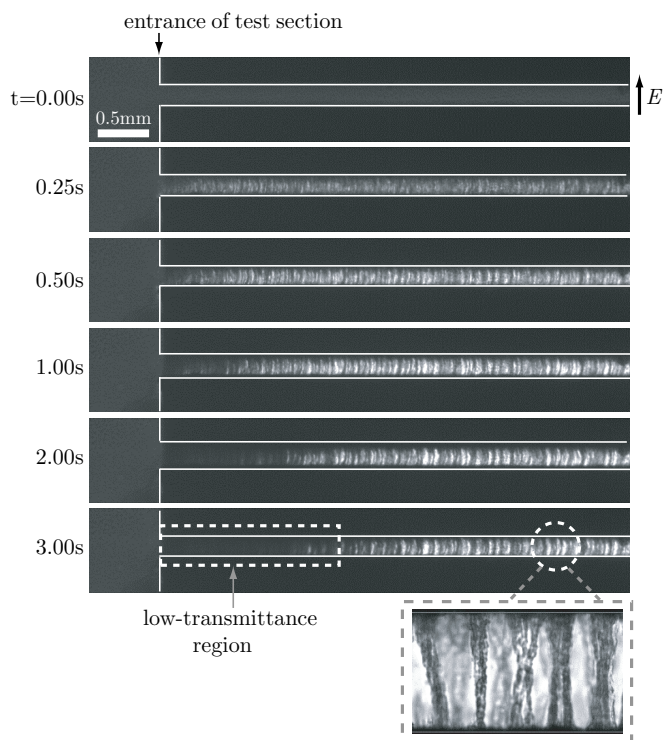 entrance of test section
t=0.00s
0.5mm
E
0.25s
0.50s
1.00s
2.00s
3.00s
low-transmittance
region